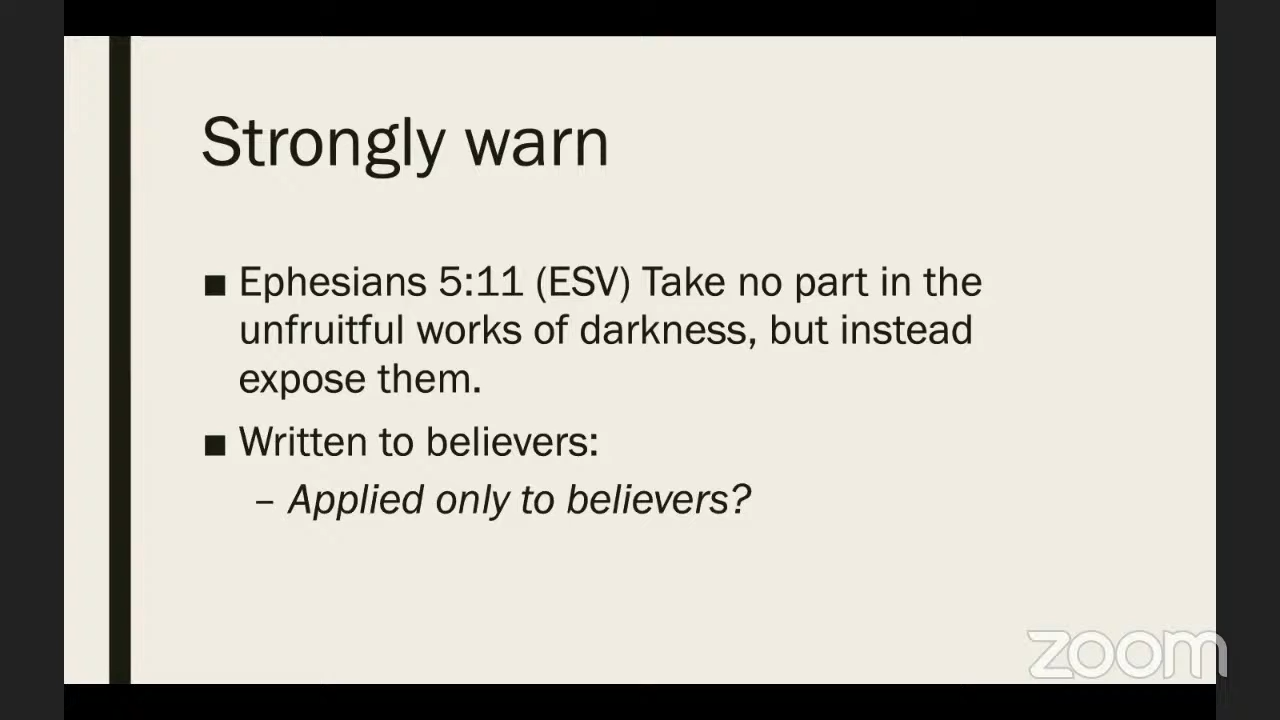 Strongly warn
■ Ephesians 5:11 (ESV) Take no part in the
unfruitful works of darkness, but instead
expose them.
■ Written to believers:
– Applied only to believers?
zoom